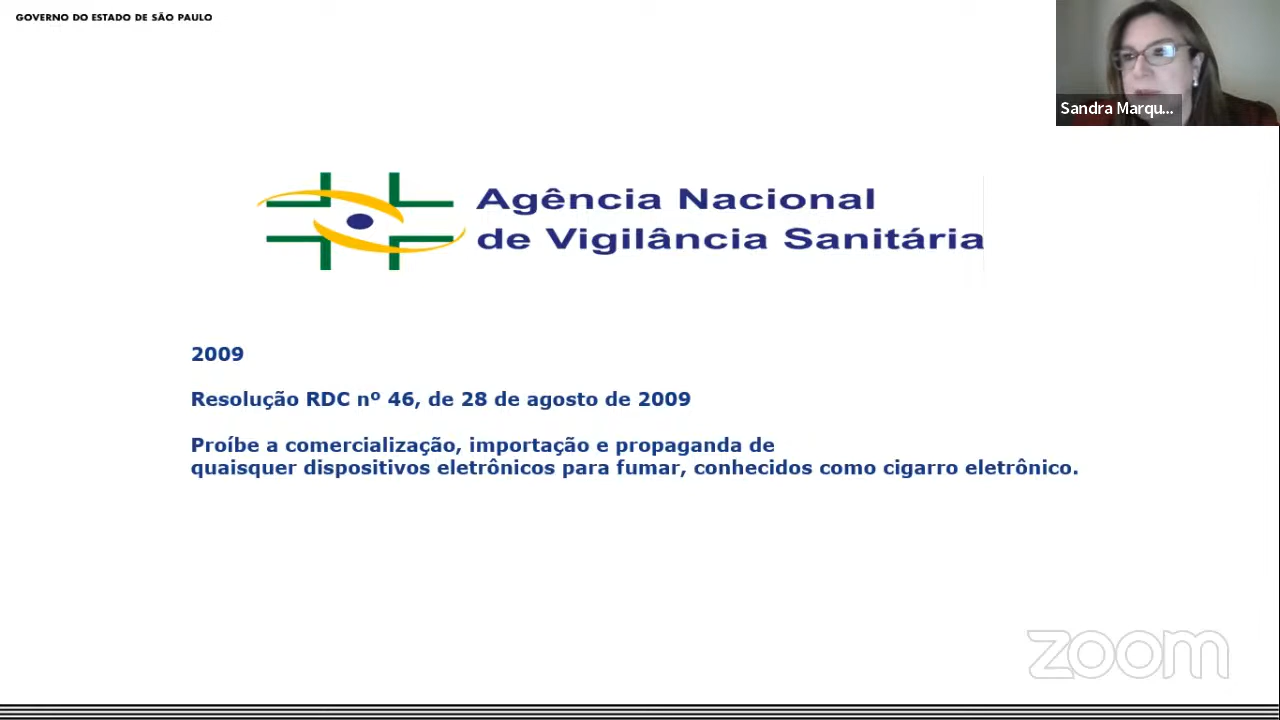 GOVERNO DO ESTADO DE SÃO PAULO
Sandra Marqu...
Agência Nacional
de Vigilância Sanitária
2009
Resolução RDC nº 46, de 28 de agosto de 2009
Proíbe a comercialização, importação e propaganda de
quaisquer dispositivos eletrônicos para fumar, conhecidos como cigarro eletrônico.
zoom